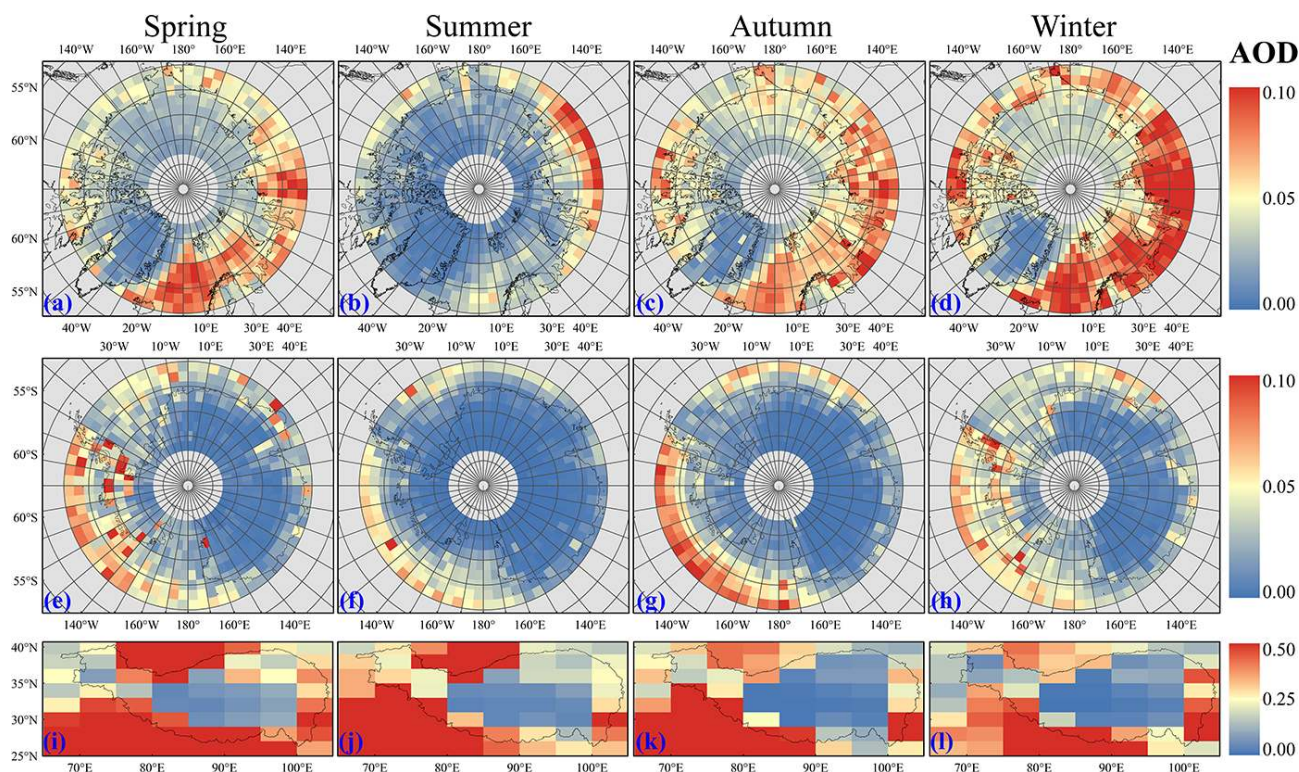 Spring Summer Autumn Winter
140°W 160°W 180° 160°E 140°E 140°W 160°W 180° 160°E 140°E 140°W 160°W 180° 160°E 140°E 140°W 160°W 180° 160°E 140°E
AOD
55°N
60°N
60°N
55°N
(a) (b) (c) (d)
0.10
0.05
0.00
40°W 20°W 10°E 30°E 40°E 40°W 20°W 10°E 30°E 40°E 40°W 20°W 10°E 30°E 40°E 40°W 20°W 10°E 30°E 40°E
30°W 10°W 10°E 30°E 40°E 30°W 10°W 10°E 30°E 40°E 30°W 10°W 10°E 30°E 40°E 30°W 10°W 10°E 30°E 40°E
55°S
60°S
60°S
55°S
(e) (f) (g) (h)
0.10
0.05
0.00
140°W 160°W 180° 160°E 140°E 140°W 160°W 180° 160°E 140°E 140°W 160°W 180° 160°E 140°E 140°W 160°W 180° 160°E 140°E
40°N
35°N
30°N
25°N
(i) (j) (k) (l)
0.50
0.25
0.00
70°E 80°E 90°E 100°E 70°E 80°E 90°E 100°E 70°E 80°E 90°E 100°E 70°E 80°E 90°E 100°E